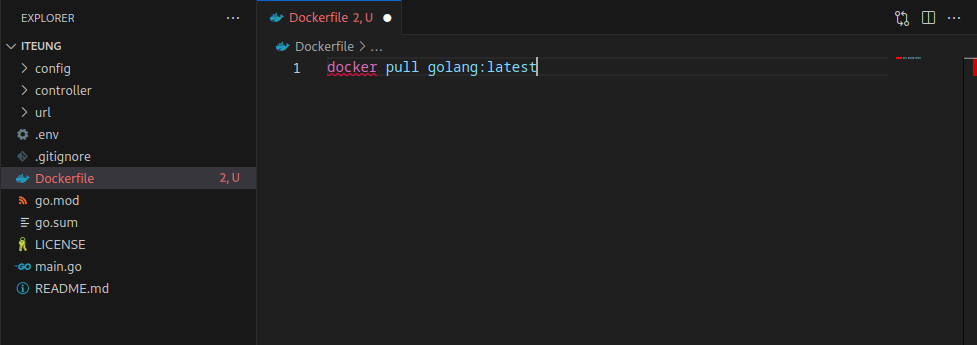 EXPLORER ...
ITEUNG
config
controller
url
.env
.gitignore
Dockerfile 2, U
go.mod
go.sum
LICENSE
GO main.go
README.md
Dockerfile 2, U
Dockerfile > ...
1 docker pull golang:latest